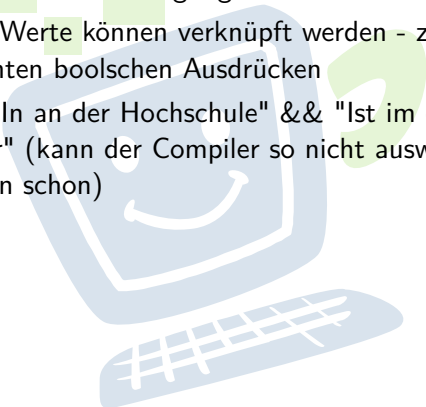 Werte können verknüpft werden - z
nten boolschen Ausdrücken
In an der Hochschule" && "Ist im
" (kann der Compiler so nicht ausw
n schon)